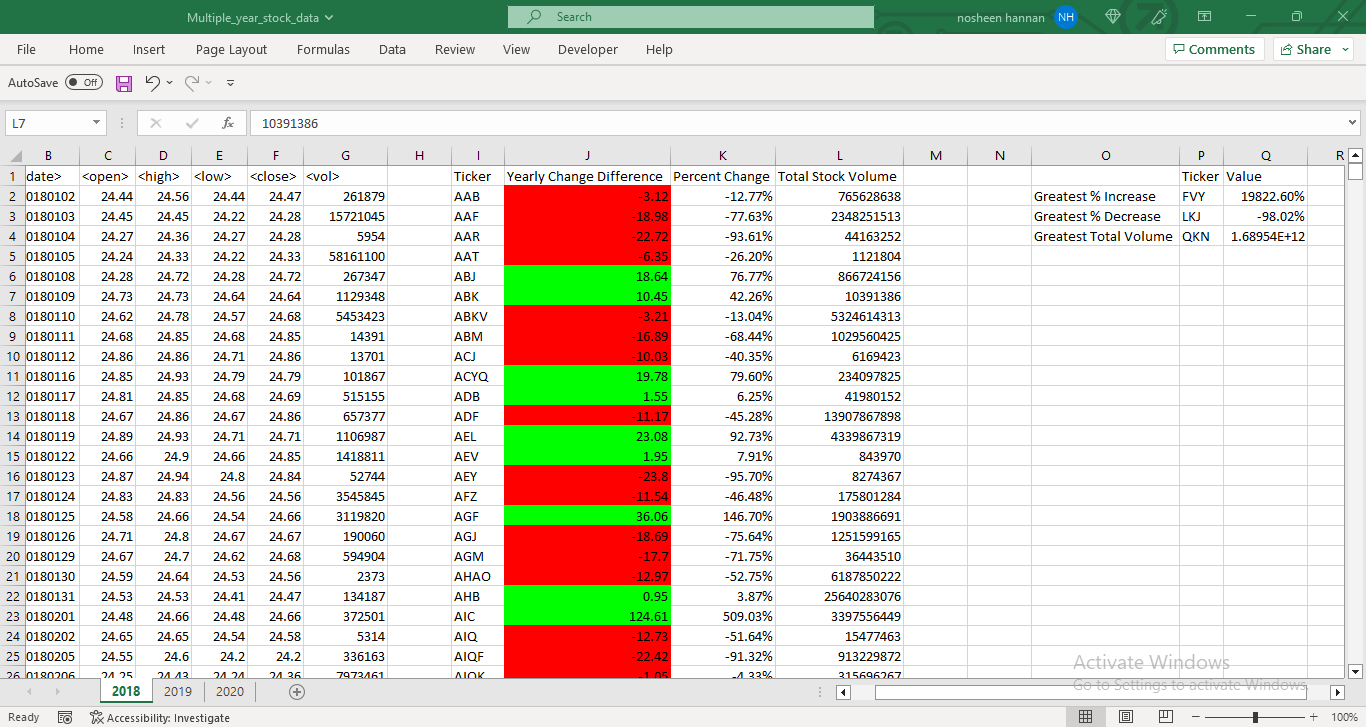 Multiple_year_stock_data
Search
nosheen hannan NH
File Home Insert Page Layout Formulas Data Review View Developer Help
Comments Share
AutoSave Off
L7 fx 10391386
B C D E F G H I J K L M N O P Q R
1 date> <open> <high> <low> <close> <vol> Ticker Yearly Change Difference Percent Change Total Stock Volume Ticker Value
2 0180102 24.44 24.56 24.44 24.47 261879 AAB -3.12 -12.77% 765628638 Greatest % Increase FVY 19822.60%
3 0180103 24.45 24.45 24.22 24.28 15721045 AAF -18.98 -77.63% 2348251513 Greatest % Decrease LKJ -98.02%
4 0180104 24.27 24.36 24.27 24.28 5954 AAR -22.72 -93.61% 44163252 Greatest Total Volume QKN 1.68954E+12
5 0180105 24.24 24.33 24.22 24.33 58161100 AAT -6.35 -26.20% 1121804
6 0180108 24.28 24.72 24.28 24.72 267347 ABJ 18.64 76.77% 866724156
7 0180109 24.73 24.73 24.64 24.64 1129348 ABK 10.45 42.26% 10391386
8 0180110 24.62 24.78 24.57 24.68 5453423 ABKV -3.21 -13.04% 5324614313
9 0180111 24.68 24.85 24.68 24.85 14391 ABM -16.89 -68.44% 1029560425
10 0180112 24.86 24.86 24.71 24.86 13701 ACJ -10.03 -40.35% 6169423
11 0180116 24.85 24.93 24.79 24.79 101867 ACYQ 19.78 79.60% 234097825
12 0180117 24.81 24.85 24.68 24.69 515155 ADB 1.55 6.25% 41980152
13 0180118 24.67 24.86 24.67 24.86 657377 ADF -11.17 -45.28% 13907867898
14 0180119 24.89 24.93 24.71 24.71 1106987 AEL 23.08 92.73% 4339867319
15 0180122 24.66 24.9 24.66 24.85 1418811 AEV 1.95 7.91% 843970
16 0180123 24.87 24.94 24.8 24.84 52744 AEY -23.8 -95.70% 8274367
17 0180124 24.83 24.83 24.56 24.56 3545845 AFZ -11.54 -46.48% 175801284
18 0180125 24.58 24.66 24.54 24.66 3119820 AGF 36.06 146.70% 1903886691
19 0180126 24.71 24.8 24.67 24.67 190060 AGJ -18.69 -75.64% 1251599165
20 0180129 24.67 24.7 24.62 24.68 594904 AGM -17.7 -71.75% 36443510
21 0180130 24.59 24.64 24.53 24.56 2373 AHAO -12.97 -52.75% 6187850222
22 0180131 24.53 24.53 24.41 24.47 134187 AHB 0.95 3.87% 25640283076
23 0180201 24.48 24.66 24.48 24.66 372501 AIC 124.61 509.03% 3397556449
24 0180202 24.65 24.65 24.54 24.58 5314 AIQ -12.73 -51.64% 15477463
25 0180205 24.55 24.6 24.2 24.2 336163 AIQF -22.42 -91.32% 913229872
26 0180206 24.25 24.43 24.24 24.36 7973461 AIOK -1.05 -4.33% 315696267
Activate Windows
Go to Settings to activate Windows.
2018 2019 2020
Ready Accessibility: Investigate 100%